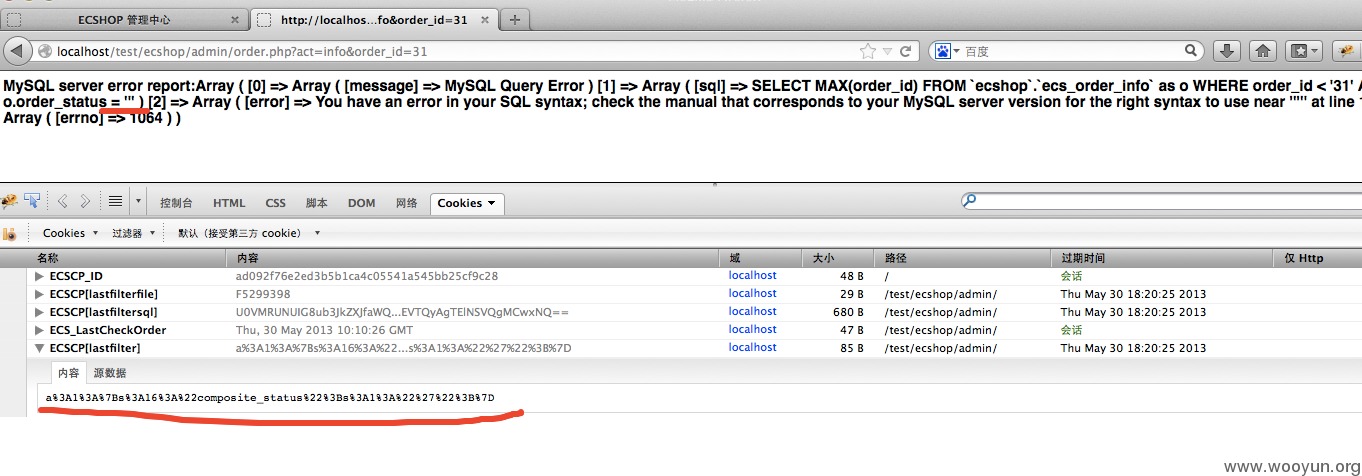 ECSHOP 管理中心
http://localhos...fo&order_id=31
localhost/test/ecshop/admin/order.php?act=info&order_id=31
百度
MySQL server error report:Array ( [0] => Array ( [message] => MySQL Query Error ) [1] => Array ( [sql] => SELECT MAX(order_id) FROM `ecshop`.`ecs_order_info` as o WHERE order_id < '31' A
o.order_status = ''' ) [2] => Array ( [error] => You have an error in your SQL syntax; check the manual that corresponds to your MySQL server version for the right syntax to use near ''''' at line 1
Array ( [errno] => 1064 ) )
控制台 HTML CSS 脚本 DOM 网络 Cookies
Cookies 过滤器 默认（接受第三方 cookie）
名称 内容 域 大小 路径 过期时间 仅 Http
ECSCP_ID ad092f76e2ed3b5b1ca4c05541a545bb25cf9c28 localhost 48 B / 会话
ECSCP[lastfilterfile] F5299398 localhost 29 B /test/ecshop/admin/ Thu May 30 18:20:25 2013
ECSCP[lastfiltersql] U0VMRUNUIG8ub3JkZXJfaWQ...EVTQyAgTElNSVQgMCwxNQ== localhost 680 B /test/ecshop/admin/ Thu May 30 18:20:25 2013
ECS_LastCheckOrder Thu, 30 May 2013 10:10:26 GMT localhost 47 B /test/ecshop/admin/ 会话
ECSCP[lastfilter] a%3A1%3A%7Bs%3A16%3A%22...s%3A1%3A%22%27%22%3B%7D localhost 85 B /test/ecshop/admin/ Thu May 30 18:20:25 2013
内容 源数据
a%3A1%3A%7Bs%3A16%3A%22composite_status%22%3Bs%3A1%3A%22%27%22%3B%7D
www.wooyun.org